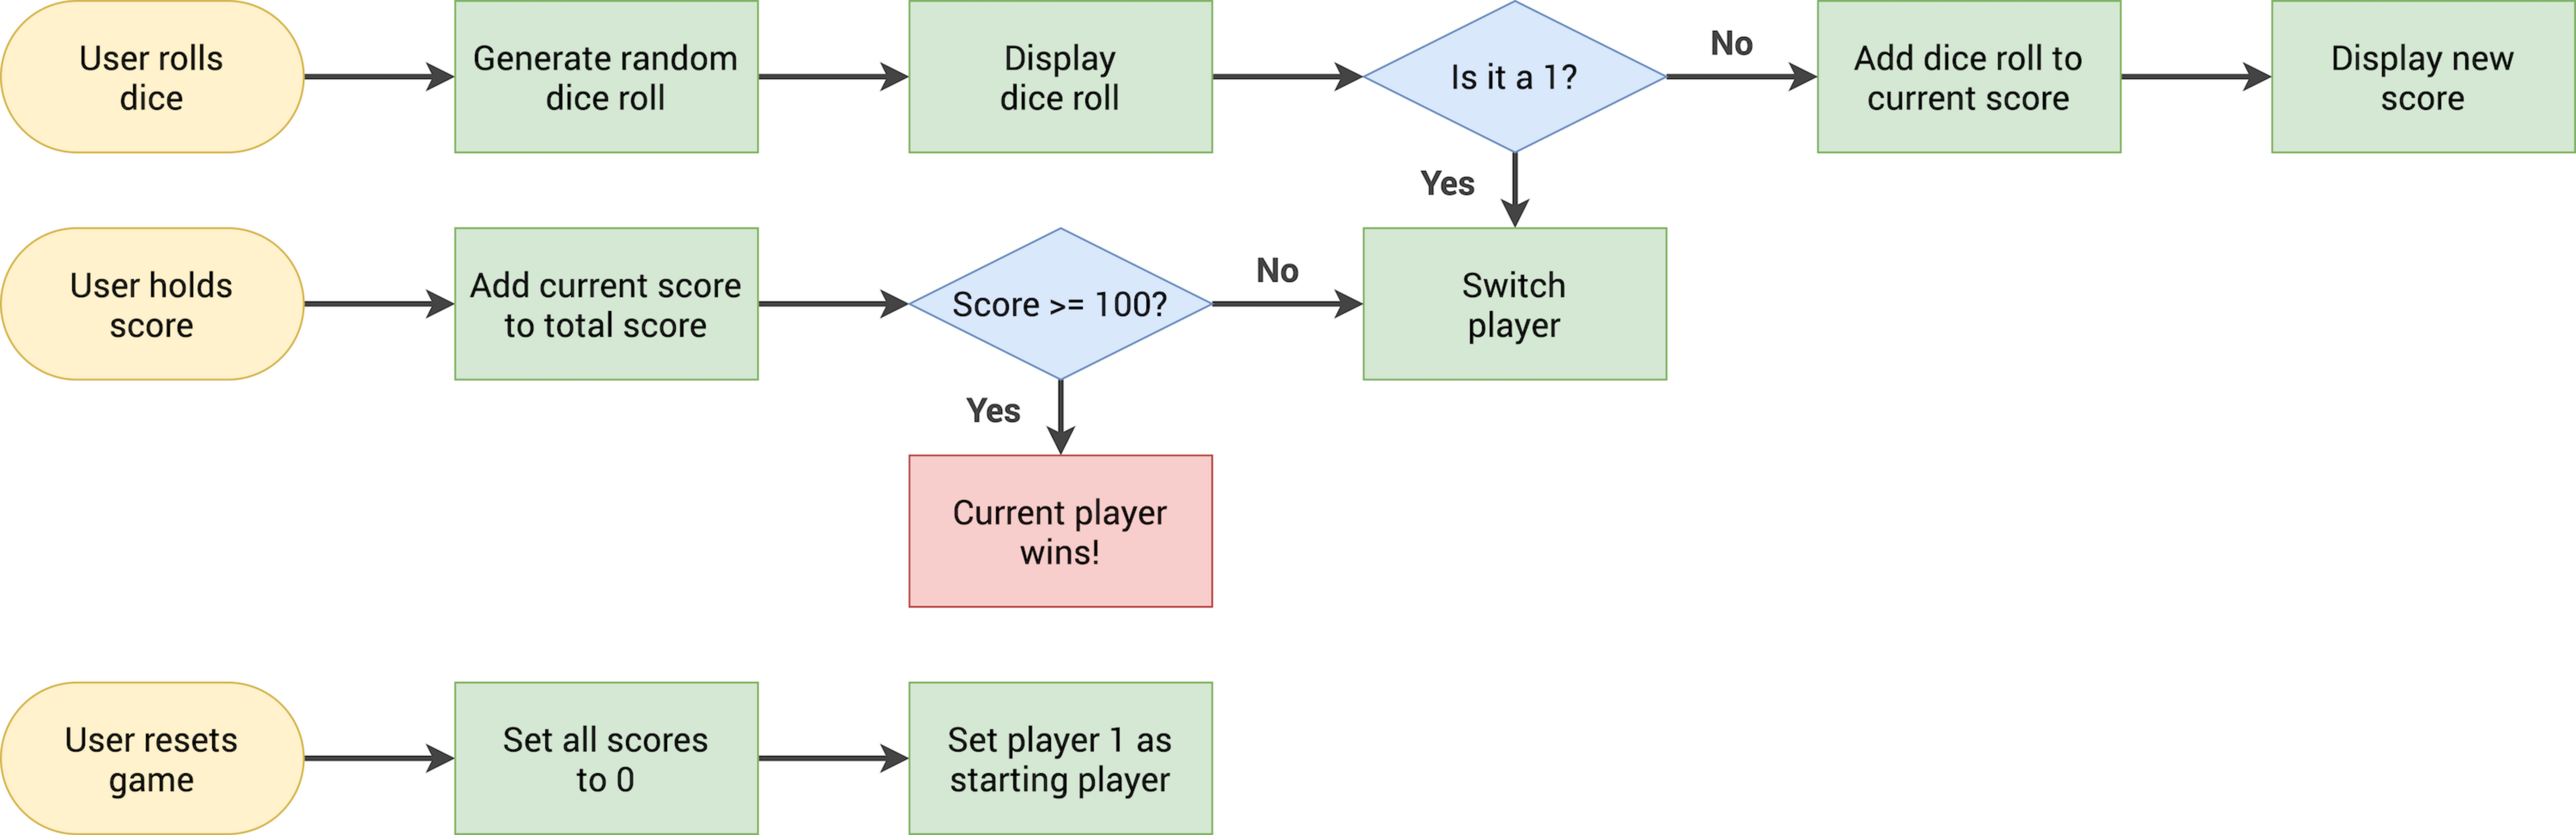 User rolls
dice
Generate random
dice roll
Display
dice roll
Is it a 1?
No
Add dice roll to
current score
Display new
score
Yes
User holds
score
Add current score
to total score
Score >= 100?
No
Switch
player
Yes
Current player
wins!
User resets
game
Set all scores
to 0
Set player 1 as
starting player